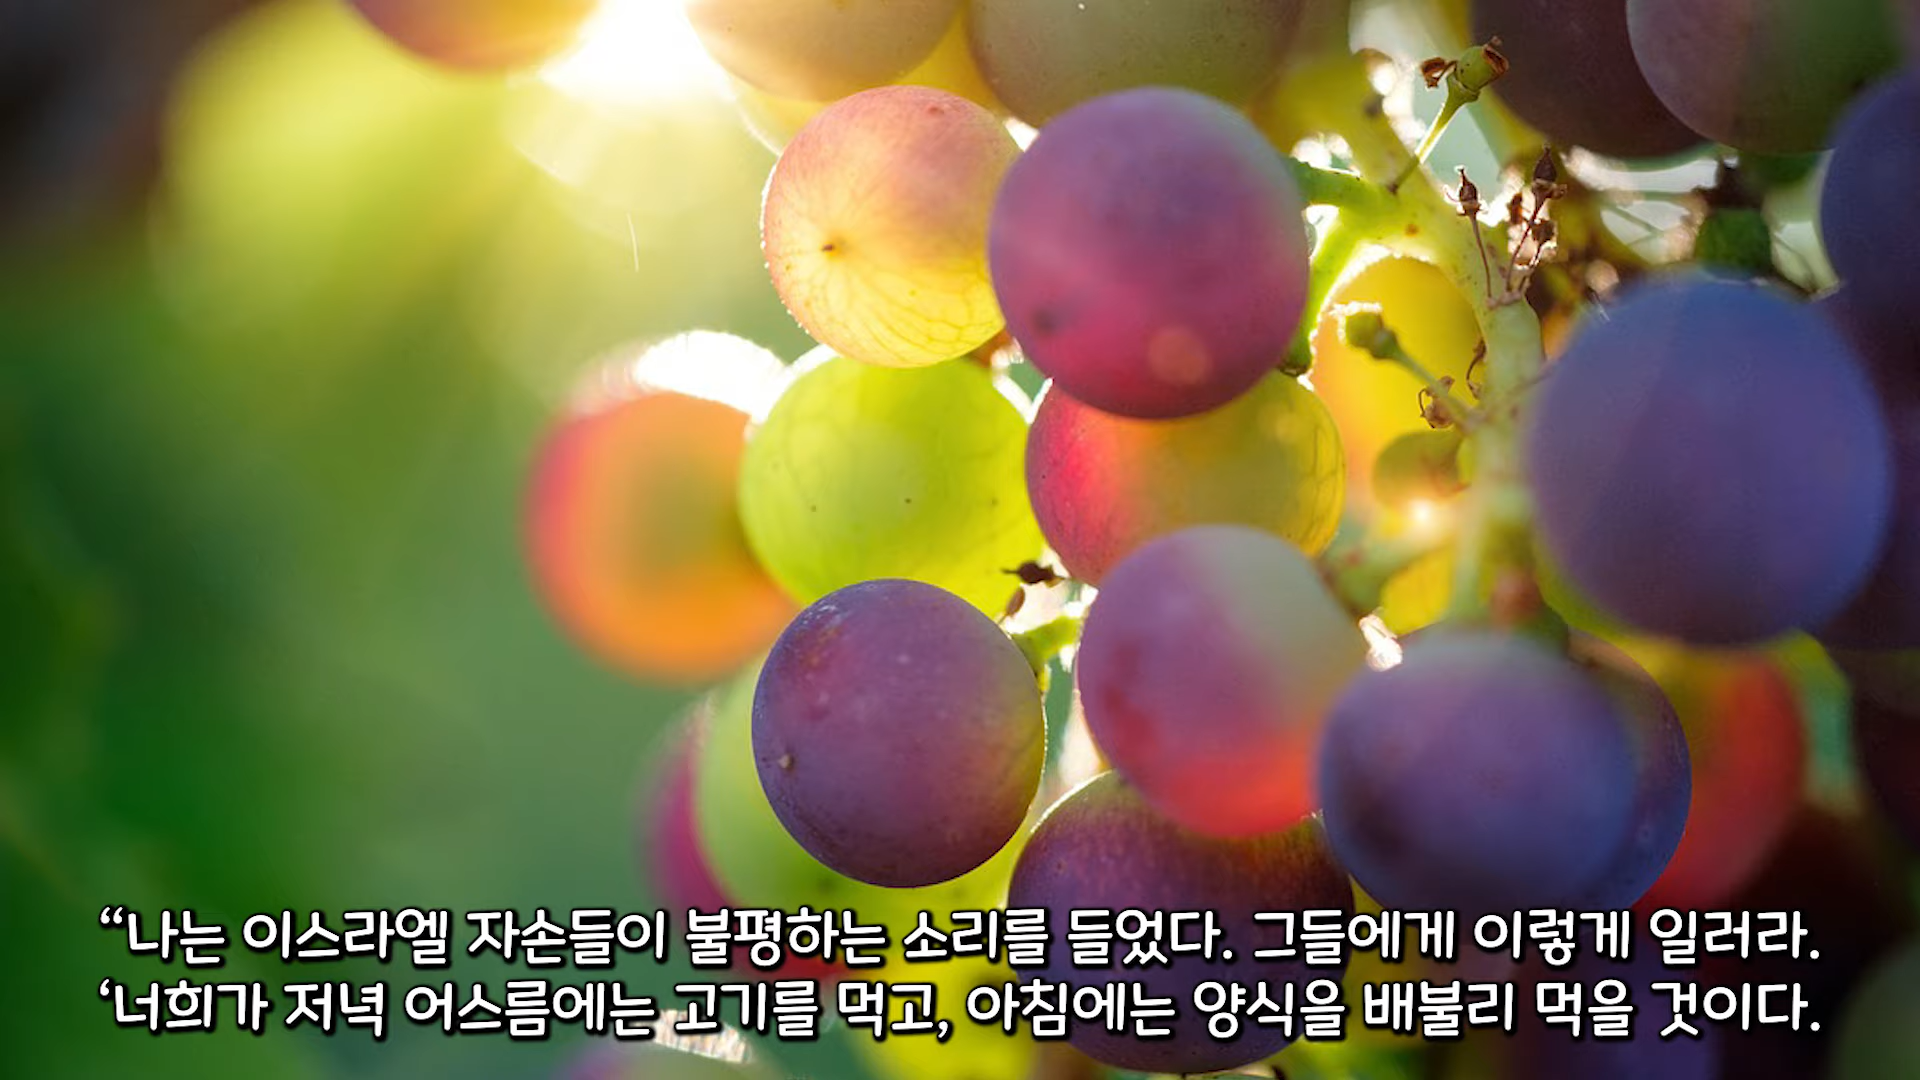 “나는 이스라엘 자손들이 불평하는 소리를 들었다. 그들에게 이렇게 일러라.
‘너희가 저녁 어스름에는 고기를 먹고, 아침에는 양식을 배불리 먹을 것이다.